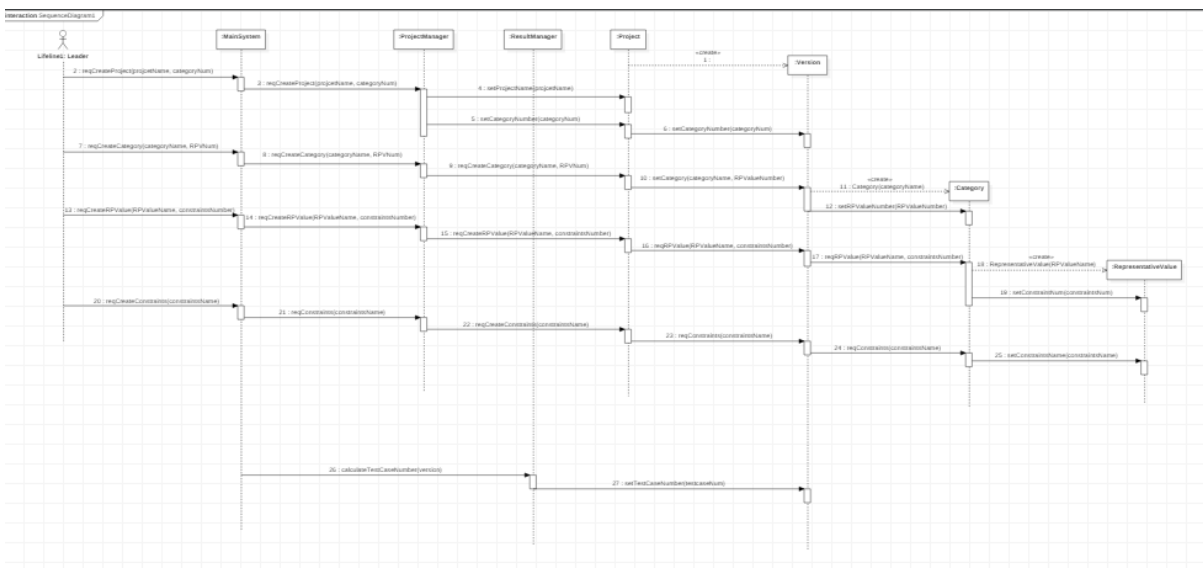 interaction SequenceDiagram1
:MainSystem
:ProjectManager
:ResultManager
:Project
«create»
1 :
:Version
Lifeline1: Leader
2 : reqCreateProject(projcetName, categoryNum)
3 : reqCreateProject(projcetName, categoryNum)
4 : setProjectName(projcetName)
5 : setCategoryNumber(categoryNum)
6 : setCategoryNumber(categoryNum)
7 : reqCreateCategory(categoryName, RPVNum)
8 : reqCreateCategory(categoryName, RPVNum)
9 : reqCreateCategory(categoryName, RPVNum)
10 : setCategory(categoryName, RPValueNumber)
«create»
11 : Category(categoryName)
:Category
12 : setRPValueNumber(RPValueNumber)
13 : reqCreateRPValue(RPValueName, constraintsNumber)
14 : reqCreateRPValue(RPValueName, constraintsNumber)
15 : reqCreateRPValue(RPValueName, constraintsNumber)
16 : reqRPValue(RPValueName, constraintsNumber)
17 : reqRPValue(RPValueName, constraintsNumber)
«create»
18 : RepresentativeValue(RPValueName)
:RepresentativeValue
19 : setConstraintNum(constraintsNum)
20 : reqCreateConstraints(constraintsName)
21 : reqConstraints(constraintsName)
22 : reqCreateConstraints(constraintsName)
23 : reqConstraints(constraintsName)
24 : reqConstraints(constraintsName)
25 : setConstraintsName(constraintsName)
26 : calculateTestCaseNumber(version)
27 : setTestCaseNumber(testcaseNum)